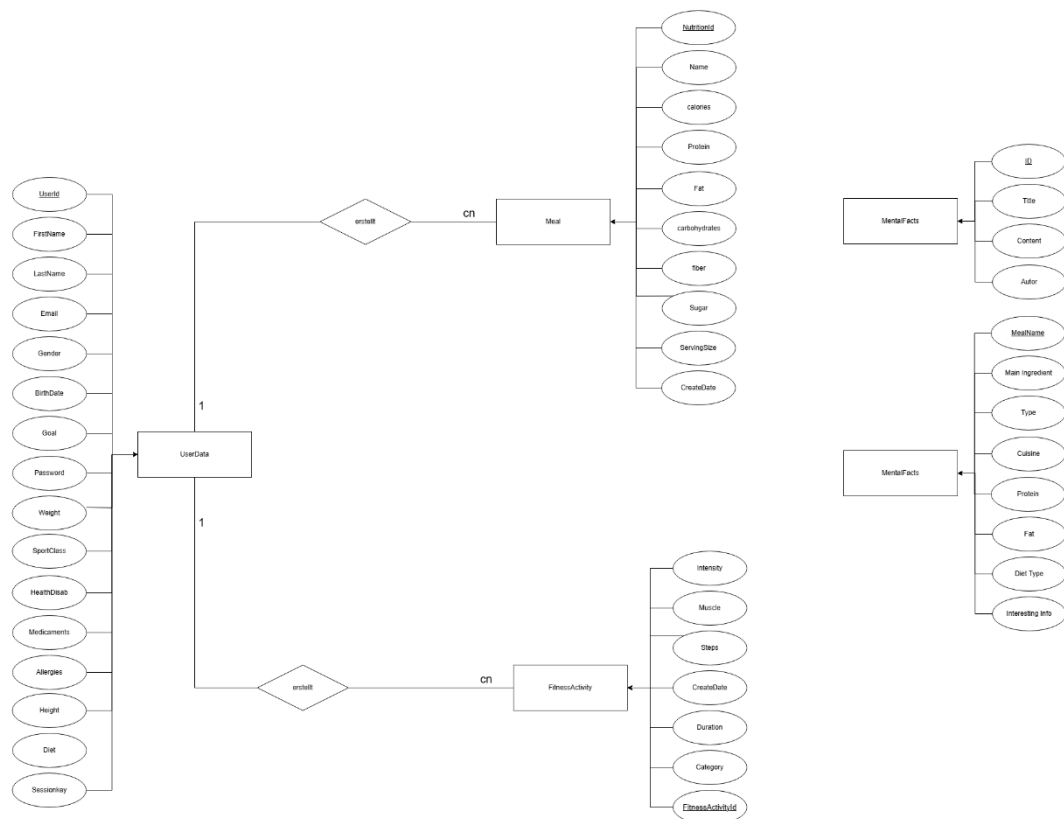 UserId
FirstName
LastName
Email
Gender
BirthDate
Goal
Password
Weight
SportClass
HealthDisab
Medicaments
Allergies
Height
Diet
Sessionkey
UserData
1
1
erstellt
cn
Meal
NutritionId
Name
calories
Protein
Fat
carbohydrates
fiber
Sugar
ServingSize
CreateDate
erstellt
cn
FitnessActivity
Intensity
Muscle
Steps
CreateDate
Duration
Category
FitnessActivityId
MentalFacts
ID
Title
Content
Autor
MentalFacts
MealName
Main Ingredient
Type
Cuisine
Protein
Fat
Diet Type
Interesting Info